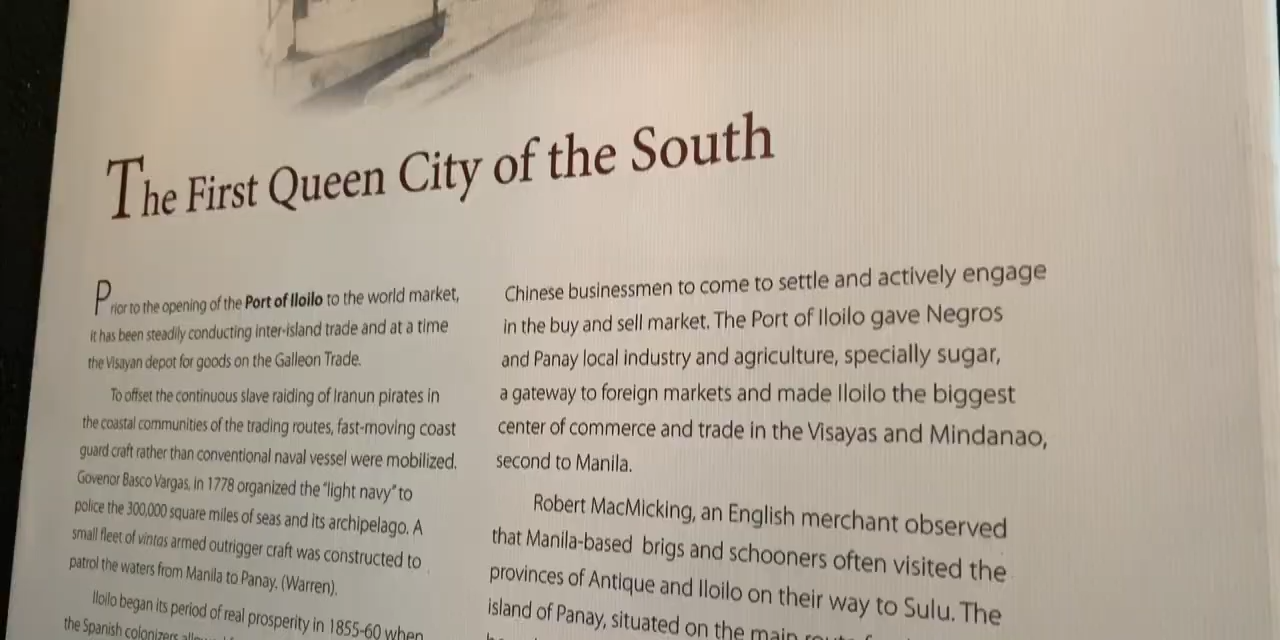 The First Queen City of the South
Prior to the opening of the Port of Iloilo to the world market,
it has been steadily conducting inter-island trade and at a time
the Visayan depot for goods on the Galleon Trade.
To offset the continuous slave raiding of Iranun pirates in
the coastal communities of the trading routes, fast-moving coast
guard craft rather than conventional naval vessel were mobilized.
Govenor Basco Vargas, in 1778 organized the "light navy" to
police the 300,000 square miles of seas and its archipelago. A
small fleet of vintas armed outrigger craft was constructed to
patrol the waters from Manila to Panay. (Warren).
Iloilo began its period of real prosperity in 1855-60 when
the Spanish colonizers
Chinese businessmen to come to settle and actively engage
in the buy and sell market. The Port of Iloilo gave Negros
and Panay local industry and agriculture, specially sugar,
a gateway to foreign markets and made Iloilo the biggest
center of commerce and trade in the Visayas and Mindanao,
second to Manila.
Robert MacMicking, an English merchant observed
that Manila-based brigs and schooners often visited the
provinces of Antique and Iloilo on their way to Sulu. The
island of Panay, situated on the main